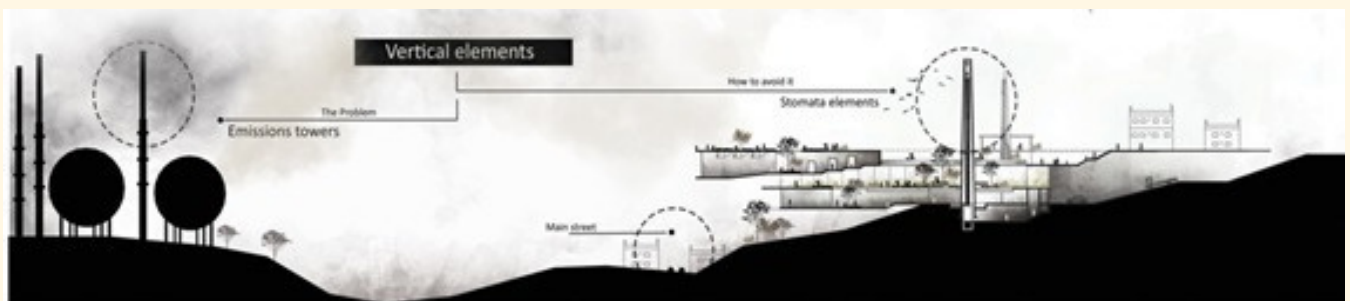 Vertical elements
How to avoid it
Stomata elements
The Problem
Emissions towers
Main street